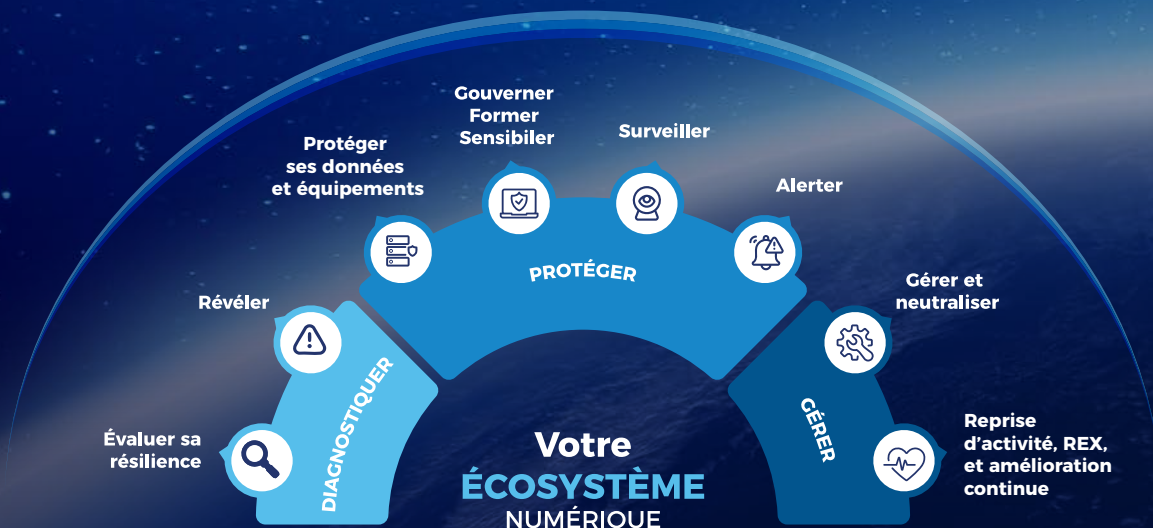 Gouverner
Former
Sensibiler
Surveiller
Protéger
ses données
et équipements
Alerter
PROTÉGER
Révéler
Gérer et
neutraliser
DIAGNOSTIQUER
GÉRER
Évaluer sa
résilience
Reprise
d'activité, REX,
et amélioration
continue
Votre
ÉCOSYSTÈME
NUMÉRIQUE